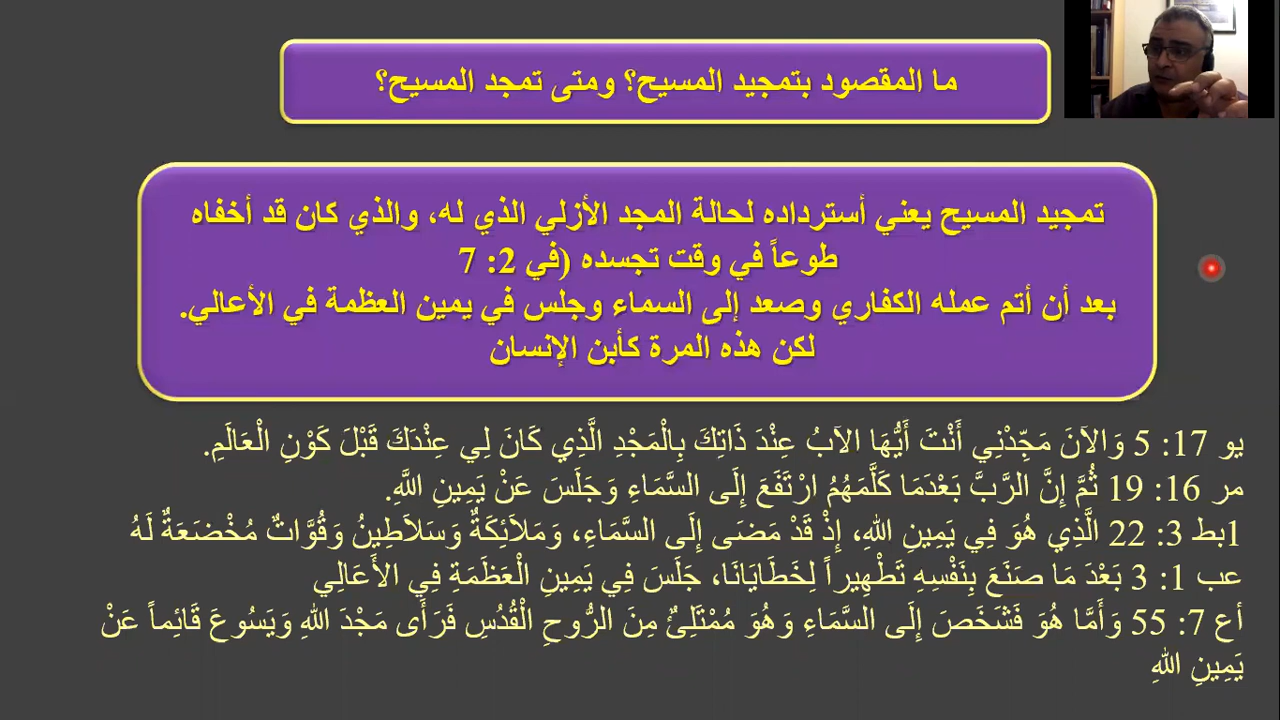 ما المقصود بتمجيد المسيح؟ ومتى تمجد المسيح؟
تمجيد المسيح يعني أسترداده لحالة المجد الأزلي الذي له، والذي كان قد أخفاه
طوعاً في وقت تجسده (في 2: 7
بعد أن أتم عمله الكفاري وصعد إلى السماء وجلس في يمين العظمة في الأعالي.
لكن هذه المرة كأبن الإنسان
يو 17: 5 وَالآنَ مَجِّدْنِي أَنْتَ أَيُّهَا الآبُ عِنْدَ ذَاتِكَ بِالْمَجْدِ الَّذِي كَانَ لِي عِنْدَكَ قَبْلَ كَوْنِ الْعَالَمِ.
مر 16: 19 ثُمَّ إِنَّ الرَّبَّ بَعْدَمَا كَلَّمَهُمُ ارْتَفَعَ إِلَى السَّمَاءِ وَجَلَسَ عَنْ يَمِينِ اللَّهِ.
1بط 3: 22 الَّذِي هُوَ فِي يَمِينِ اللهِ، إِذْ قَدْ مَضَى إِلَى السَّمَاءِ، وَمَلاَئِكَةٌ وَسَلاَطِينُ وَقُوَّاتٌ مُخْضَعَةٌ لَهُ
عب 1: 3 بَعْدَ مَا صَنَعَ بِنَفْسِهِ تَطْهِيراً لِخَطَايَانَا، جَلَسَ فِي يَمِينِ الْعَظَمَةِ فِي الأَعَالِي
أع 7: 55 وَأَمَّا هُوَ فَشَخَصَ إِلَى السَّمَاءِ وَهُوَ مُمْتَلِئٌ مِنَ الرُّوحِ الْقُدُسِ فَرَأَى مَجْدَ اللهِ وَيَسُوعَ قَائِماً عَنْ
يَمِينِ اللهِ